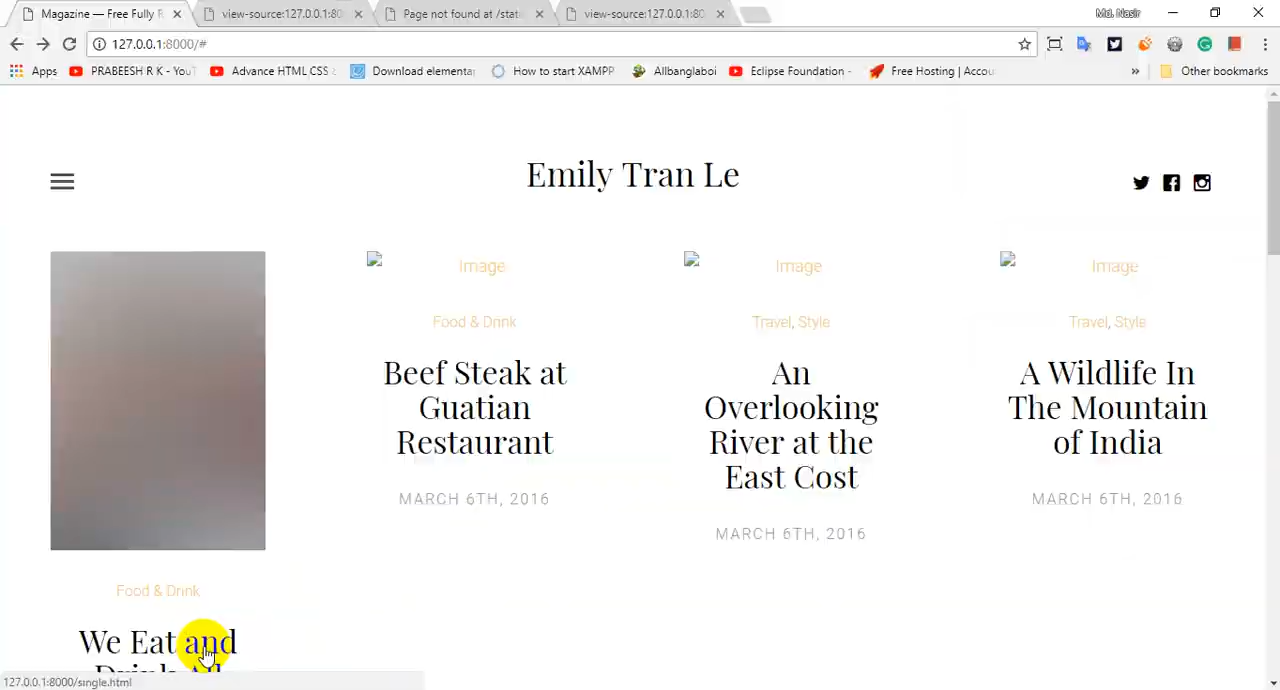 Magazine — Free Fully R
view-source:127.0.0.1:80
Page not found at /stat
view-source:127.0.0.1:80
Md. Nasir
127.0.0.1:8000/#
Apps
PRABEESH R K - YouT
Advance HTML CSS
Download elementa
How to start XAMPP
Allbanglaboi
Eclipse Foundation -
Free Hosting | Accou
»
Other bookmarks
Emily Tran Le
Image
Image
Image
Food & Drink
Travel, Style
Travel, Style
Beef Steak at
Guatian
Restaurant
MARCH 6TH, 2016
An
Overlooking
River at the
East Cost
MARCH 6TH, 2016
A Wildlife In
The Mountain
of India
MARCH 6TH, 2016
Food & Drink
We Eat and
Drink All
127.0.0.1:8000/single.html